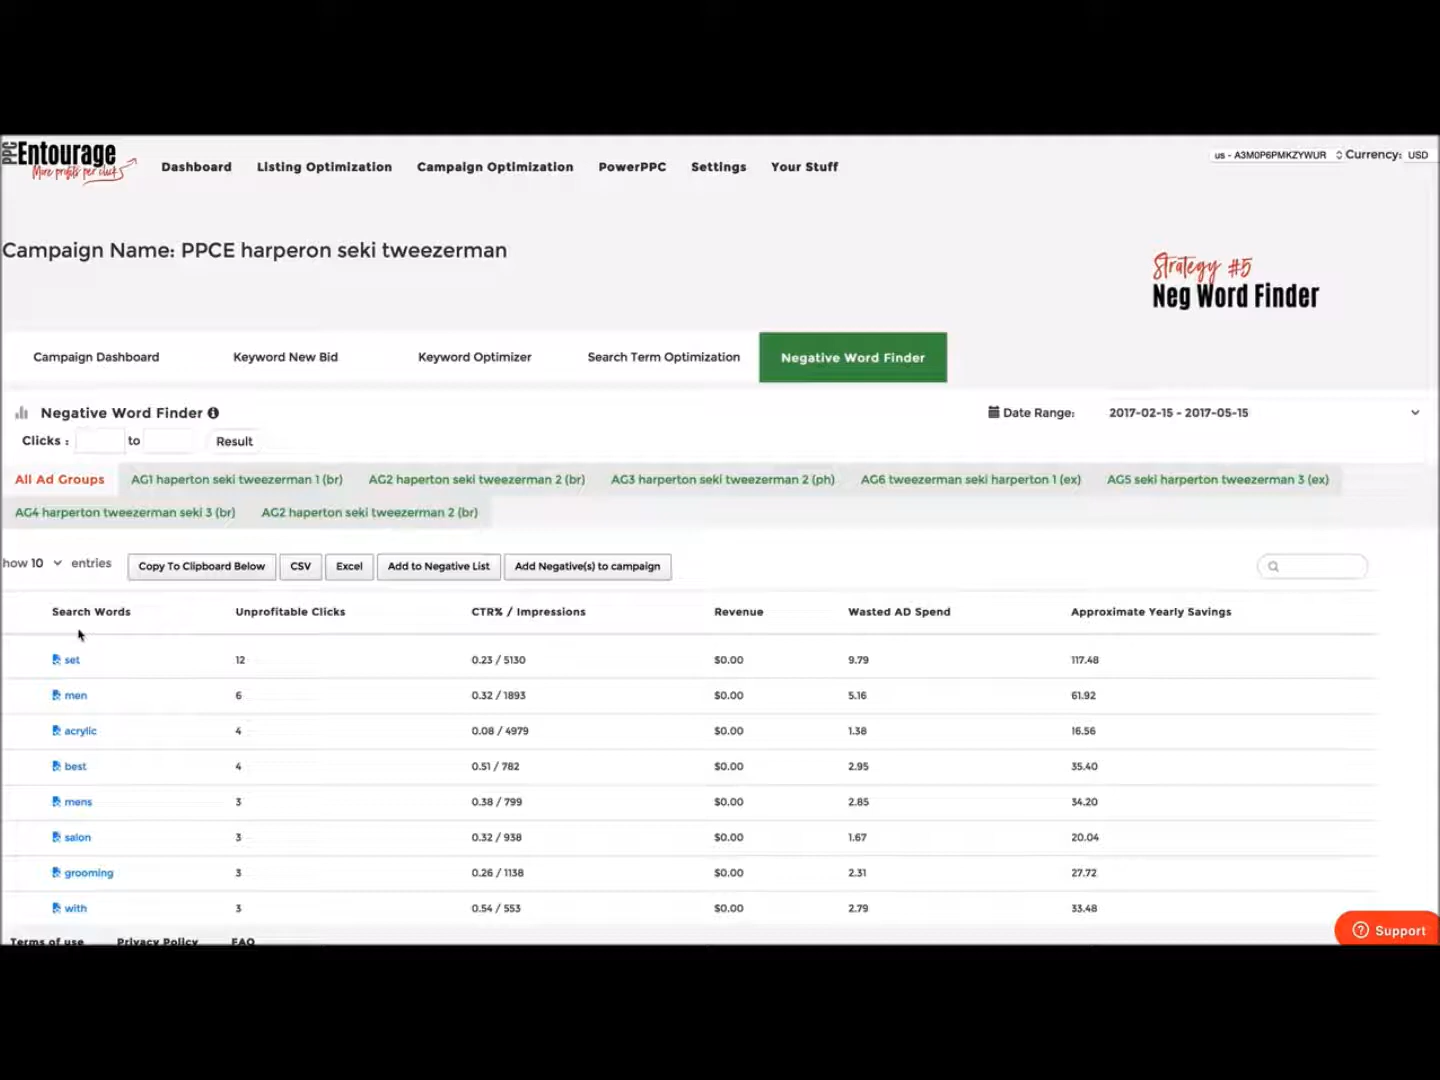 PPC Entourage
More profits per click
Dashboard Listing Optimization Campaign Optimization PowerPPC Settings Your Stuff
us - A3M0P6PMKZYWUR Currency: USD
Campaign Name: PPCE harperon seki tweezerman
Strategy #5
Neg Word Finder
Campaign Dashboard Keyword New Bid Keyword Optimizer Search Term Optimization Negative Word Finder
Negative Word Finder
Date Range: 2017-02-15 - 2017-05-15
Clicks : to Result
All Ad Groups AG1 haperton seki tweezerman 1 (br) AG2 haperton seki tweezerman 2 (br) AG3 harperton seki tweezerman 2 (ph) AG6 tweezerman seki harperton 1 (ex) AG5 seki harperton tweezerman 3 (ex)
AG4 harperton tweezerman seki 3 (br) AG2 haperton seki tweezerman 2 (br)
how 10 entries Copy To Clipboard Below CSV Excel Add to Negative List Add Negative(s) to campaign
Search Words Unprofitable Clicks CTR% / Impressions Revenue Wasted AD Spend Approximate Yearly Savings
set 12 0.23 / 5130 $0.00 9.79 117.48
men 6 0.32 / 1893 $0.00 5.16 61.92
acrylic 4 0.08 / 4979 $0.00 1.38 16.56
best 4 0.51 / 782 $0.00 2.95 35.40
mens 3 0.38 / 799 $0.00 2.85 34.20
salon 3 0.32 / 938 $0.00 1.67 20.04
grooming 3 0.26 / 1138 $0.00 2.31 27.72
with 3 0.54 / 553 $0.00 2.79 33.48
Terms of use Privacy Policy FAQ
Support